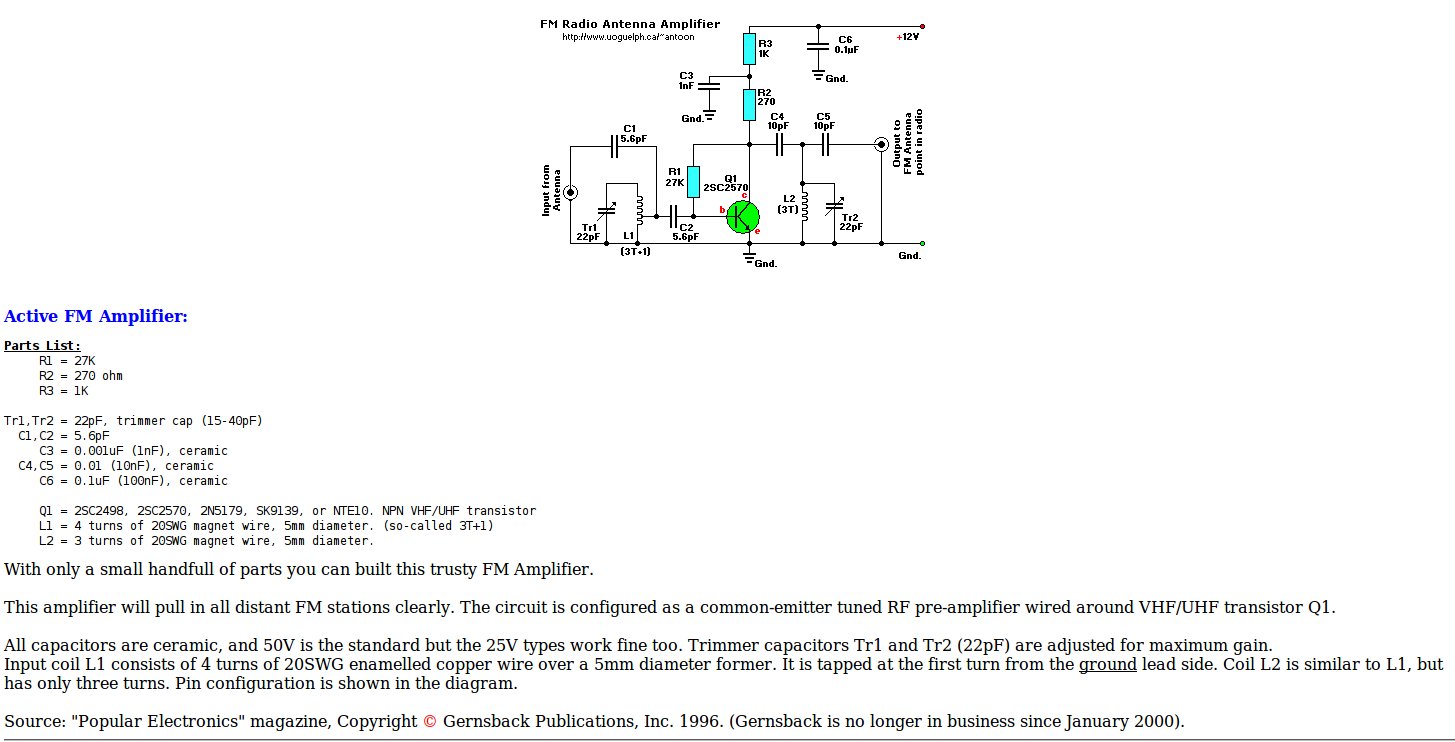 FM Radio Antenna Amplifier
http://www.uoguelph.ca/~antoon
R3
1K
C6
0.1µF
+12V
Gnd.
C3
1nF
Gnd.
R2
270
C4
10pF
C5
10pF
Output to
FM Antenna
point in radio
C1
5.6pF
Input from
Antenna
R1
27K
Q1
2SC2570
c
b
e
Tr1
22pF
L1
(3T+1)
C2
5.6pF
L2
(3T)
Tr2
22pF
Gnd.
Gnd.
Active FM Amplifier:
Parts List:
R1 = 27K
R2 = 270 ohm
R3 = 1K
Tr1,Tr2 = 22pF, trimmer cap (15-40pF)
C1,C2 = 5.6pF
C3 = 0.001uF (1nF), ceramic
C4,C5 = 0.01 (10nF), ceramic
C6 = 0.1uF (100nF), ceramic
Q1 = 2SC2498, 2SC2570, 2N5179, SK9139, or NTE10. NPN VHF/UHF transistor
L1 = 4 turns of 20SWG magnet wire, 5mm diameter. (so-called 3T+1)
L2 = 3 turns of 20SWG magnet wire, 5mm diameter.
With only a small handfull of parts you can built this trusty FM Amplifier.
This amplifier will pull in all distant FM stations clearly. The circuit is configured as a common-emitter tuned RF pre-amplifier wired around VHF/UHF transistor Q1.
All capacitors are ceramic, and 50V is the standard but the 25V types work fine too. Trimmer capacitors Tr1 and Tr2 (22pF) are adjusted for maximum gain.
Input coil L1 consists of 4 turns of 20SWG enamelled copper wire over a 5mm diameter former. It is tapped at the first turn from the ground lead side. Coil L2 is similar to L1, but
has only three turns. Pin configuration is shown in the diagram.
Source: "Popular Electronics" magazine, Copyright © Gernsback Publications, Inc. 1996. (Gernsback is no longer in business since January 2000).